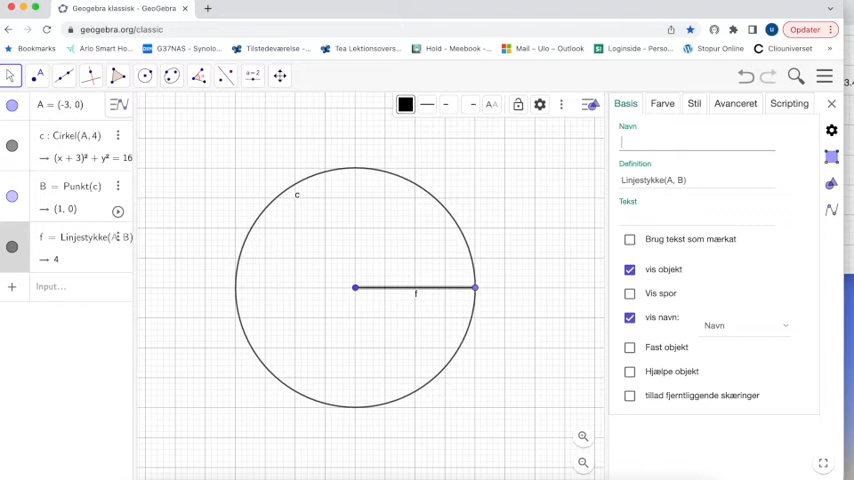 Geogebra klassisk - GeoGebra
geogebra.org/classic
Opdater
Bookmarks
Arlo Smart Ho...
G37NAS - Synolo...
Tilstedeværelse -...
Tea Lektionsovers...
Hold - Meebook -...
Mail – Ulo – Outlook
Loginside - Perso...
Stopur Online
Cliouniverset
»
a=2
A = (-3, 0)
c : Cirkel(A, 4)
→ (x + 3)² + y² = 16
B = Punkt(c)
→ (1, 0)
f = Linjestykke(A, B)
→ 4
Input...
c
f
AA
Basis
Farve
Stil
Avanceret
Scripting
Navn
Definition
Linjestykke(A, B)
Tekst
Brug tekst som mærkat
vis objekt
Vis spor
vis navn:
Navn
Fast objekt
Hjælpe objekt
tillad fjerntliggende skæringer